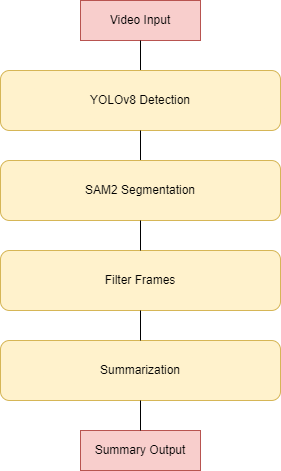 Video Input
YOLOv8 Detection
SAM2 Segmentation
Filter Frames
Summarization
Summary Output